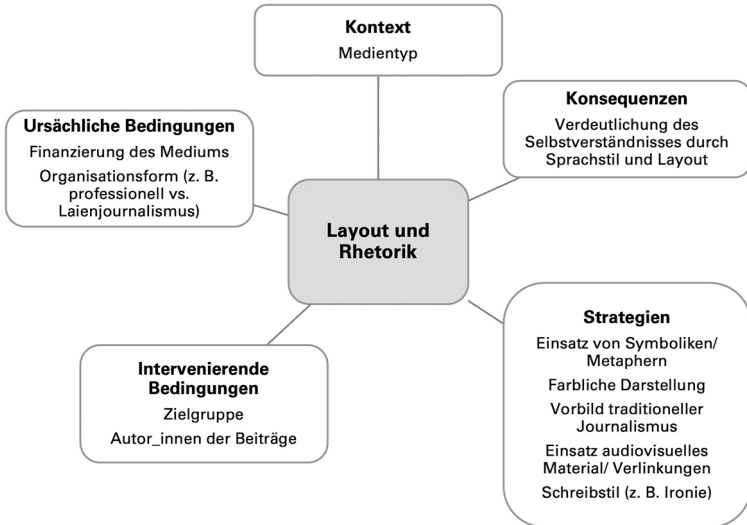 Kontext
Medientyp
Ursächliche Bedingungen
Finanzierung des Mediums
Organisationsform (z. B.
professionell vs.
Laienjournalismus)
Konsequenzen
Verdeutlichung des
Selbstverständnisses durch
Sprachstil und Layout
Layout und
Rhetorik
Intervenierende
Bedingungen
Zielgruppe
Autor_innen der Beiträge
Strategien
Einsatz von Symboliken/
Metaphern
Farbliche Darstellung
Vorbild traditioneller
Journalismus
Einsatz audiovisuelles
Material/ Verlinkungen
Schreibstil (z. B. Ironie)